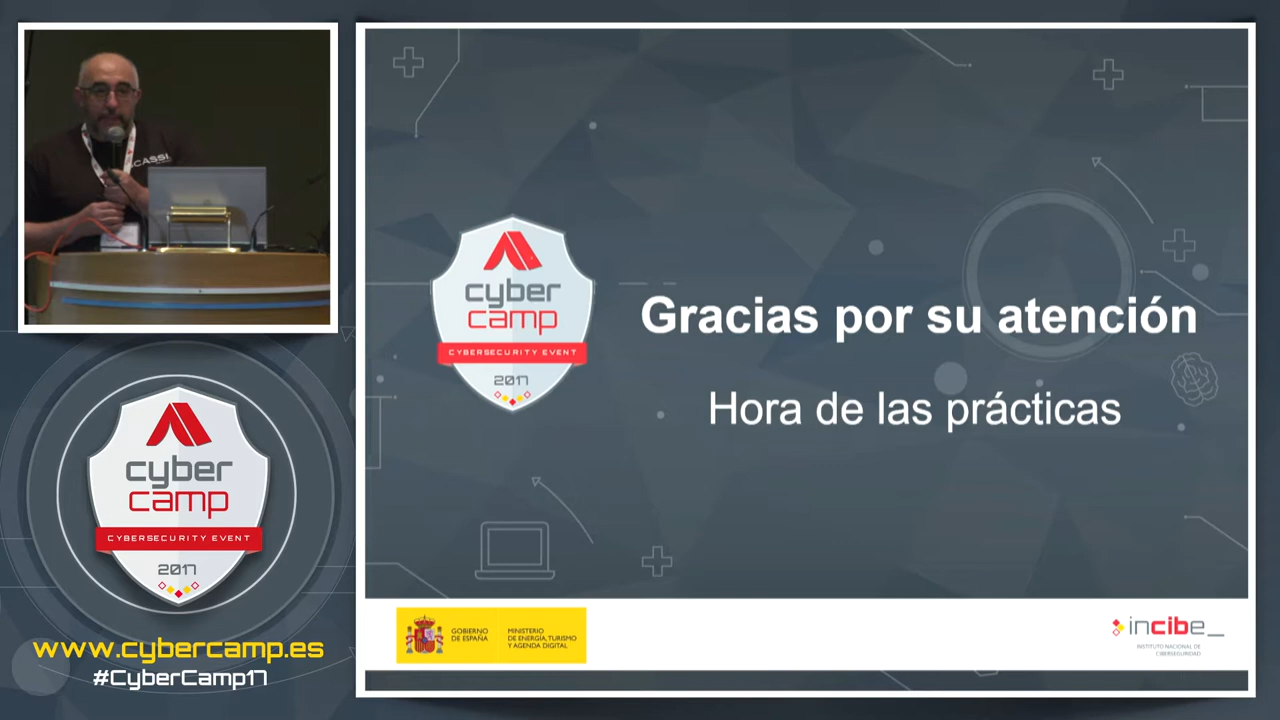 CASSI
cyber
camp
CYBERSECURITY EVENT
2017
www.cybercamp.es
#CyberCamp17
cyber
camp
CYBERSECURITY EVENT
2017
Gracias por su atención
Hora de las prácticas
GOBIERNO
DE ESPAÑA
MINISTERIO
DE ENERGÍA, TURISMO
Y AGENDA DIGITAL
incibe_
INSTITUTO NACIONAL DE
CIBERSEGURIDAD